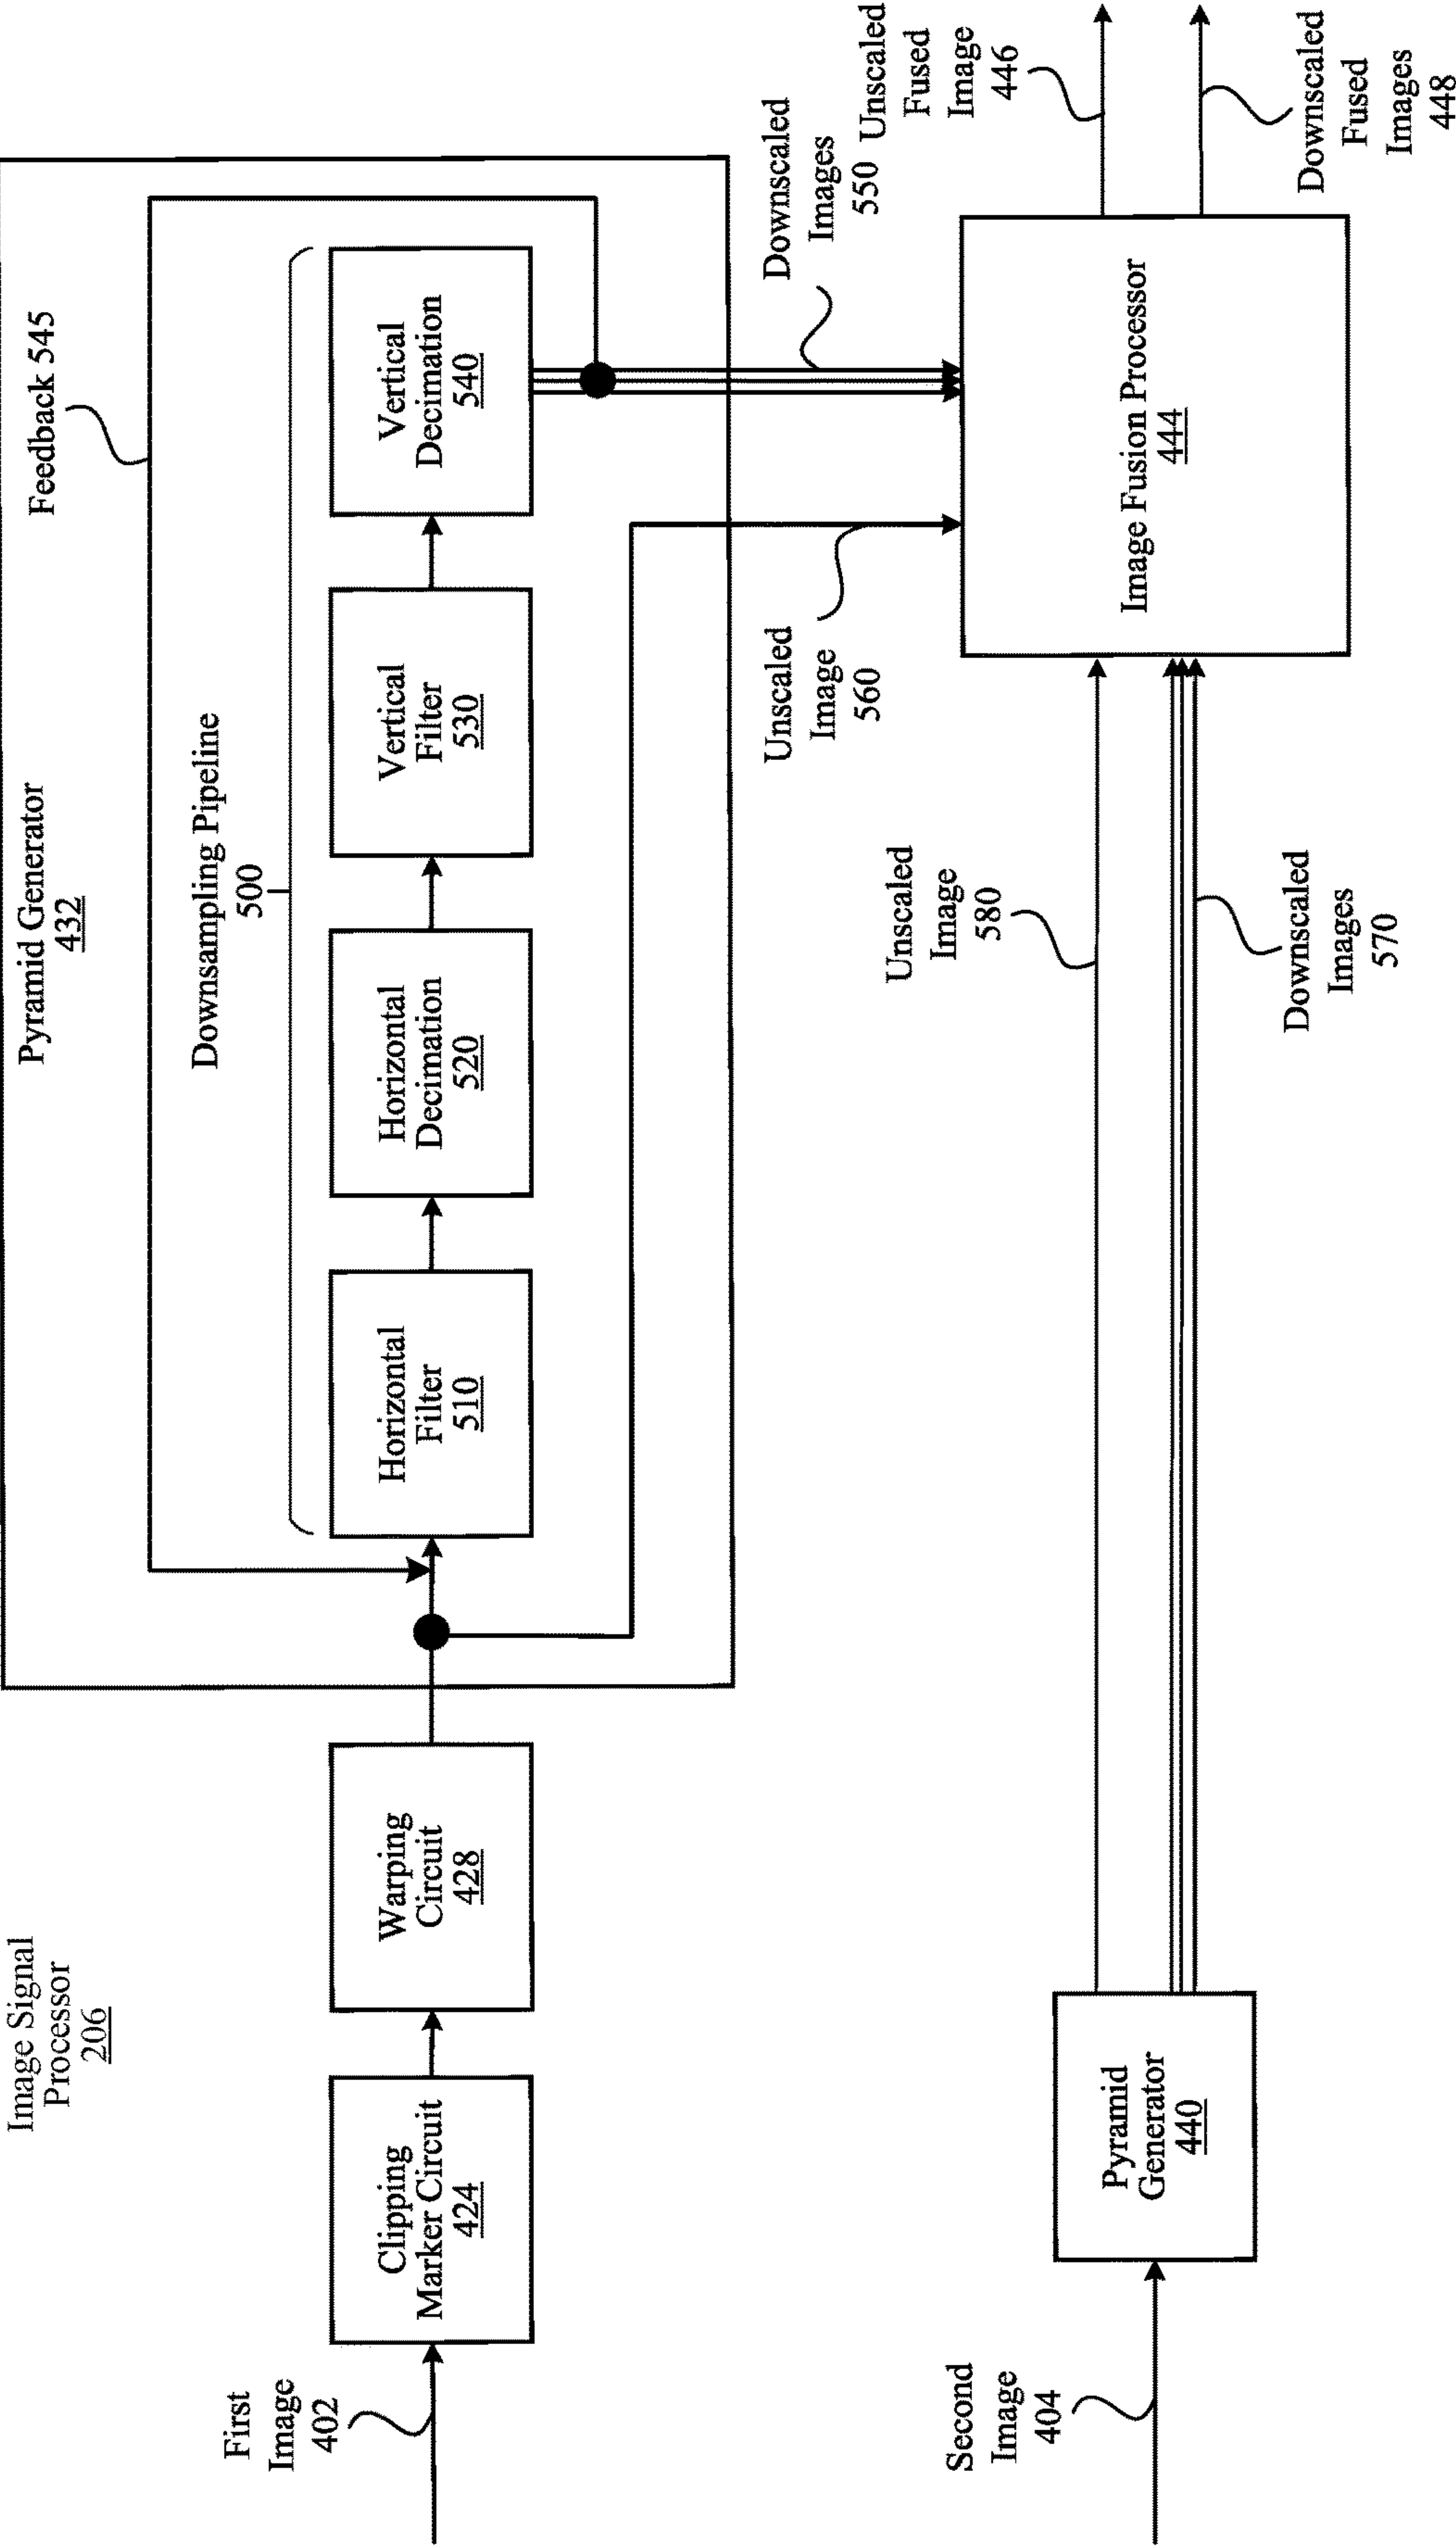 Image Signal
Processor
206
Pyramid Generator
432
Feedback 545
Downsampling Pipeline
500
First
Image
402
Clipping
Marker Circuit
424
Warping
Circuit
428
Horizontal
Filter
510
Horizontal
Decimation
520
Vertical
Filter
530
Vertical
Decimation
540
Unscaled
Image
560
Downscaled
Images
550
Unscaled
Fused
Image
446
Second
Image
404
Pyramid
Generator
440
Unscaled
Image
580
Downscaled
Images
570
Image Fusion Processor
444
Downscaled
Fused
Images
448